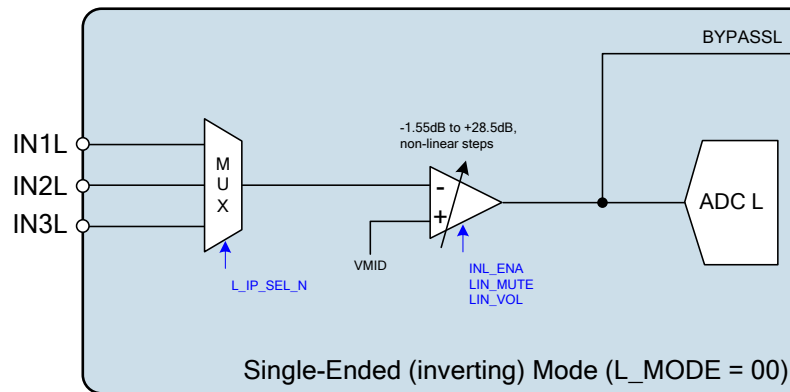 BYPASSL
-1.55dB to +28.5dB,
non-linear steps
IN1L
IN2L
IN3L
M
U
X
-
+
ADC L
VMID
L_IP_SEL_N
INL_ENA
LIN_MUTE
LIN_VOL
Single-Ended (inverting) Mode (L_MODE = 00)